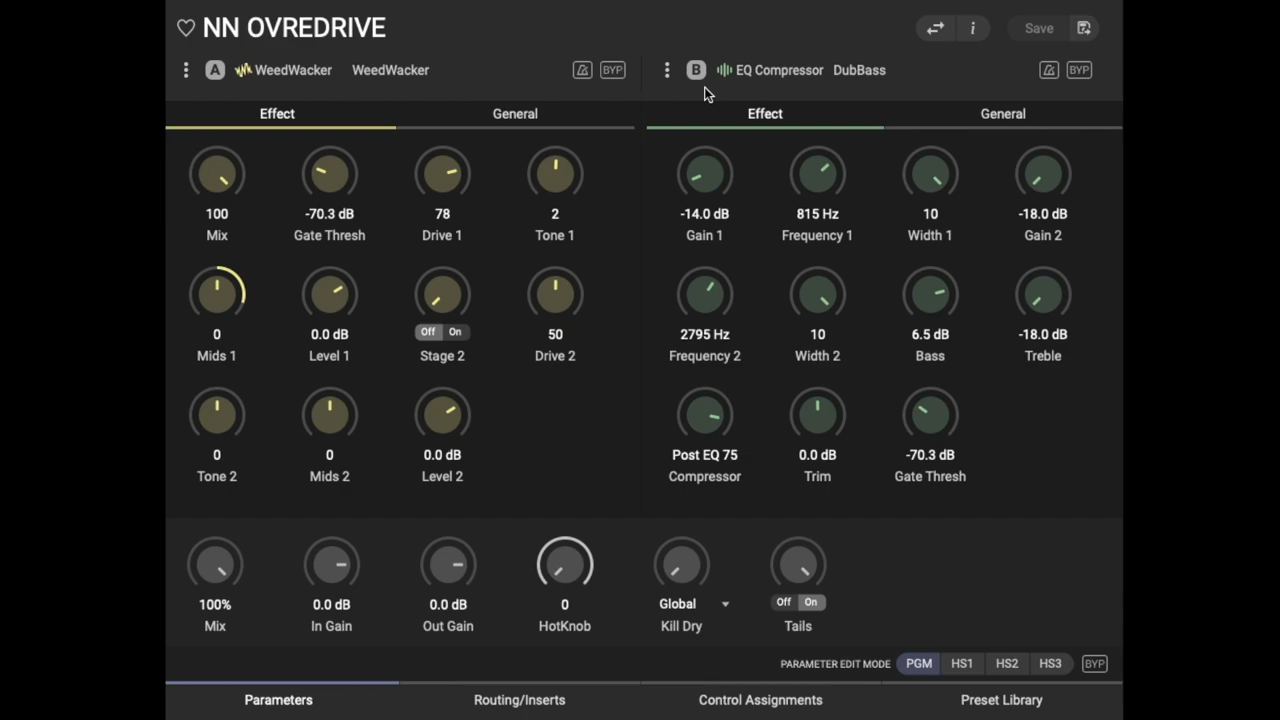 NN OVREDRIVE
i
Save
A WeedWacker WeedWacker BYP
B EQ Compressor DubBass BYP
Effect General
Effect General
100 -70.3 dB 78 2
Mix Gate Thresh Drive 1 Tone 1
-14.0 dB 815 Hz 10 -18.0 dB
Gain 1 Frequency 1 Width 1 Gain 2
0 0.0 dB Off On 50
Mids 1 Level 1 Stage 2 Drive 2
2795 Hz 10 6.5 dB -18.0 dB
Frequency 2 Width 2 Bass Treble
0 0 0.0 dB
Tone 2 Mids 2 Level 2
Post EQ 75 0.0 dB -70.3 dB
Compressor Trim Gate Thresh
100% 0.0 dB 0.0 dB 0 Global Off On
Mix In Gain Out Gain HotKnob Kill Dry Tails
PARAMETER EDIT MODE PGM HS1 HS2 HS3 BYP
Parameters Routing/Inserts Control Assignments Preset Library